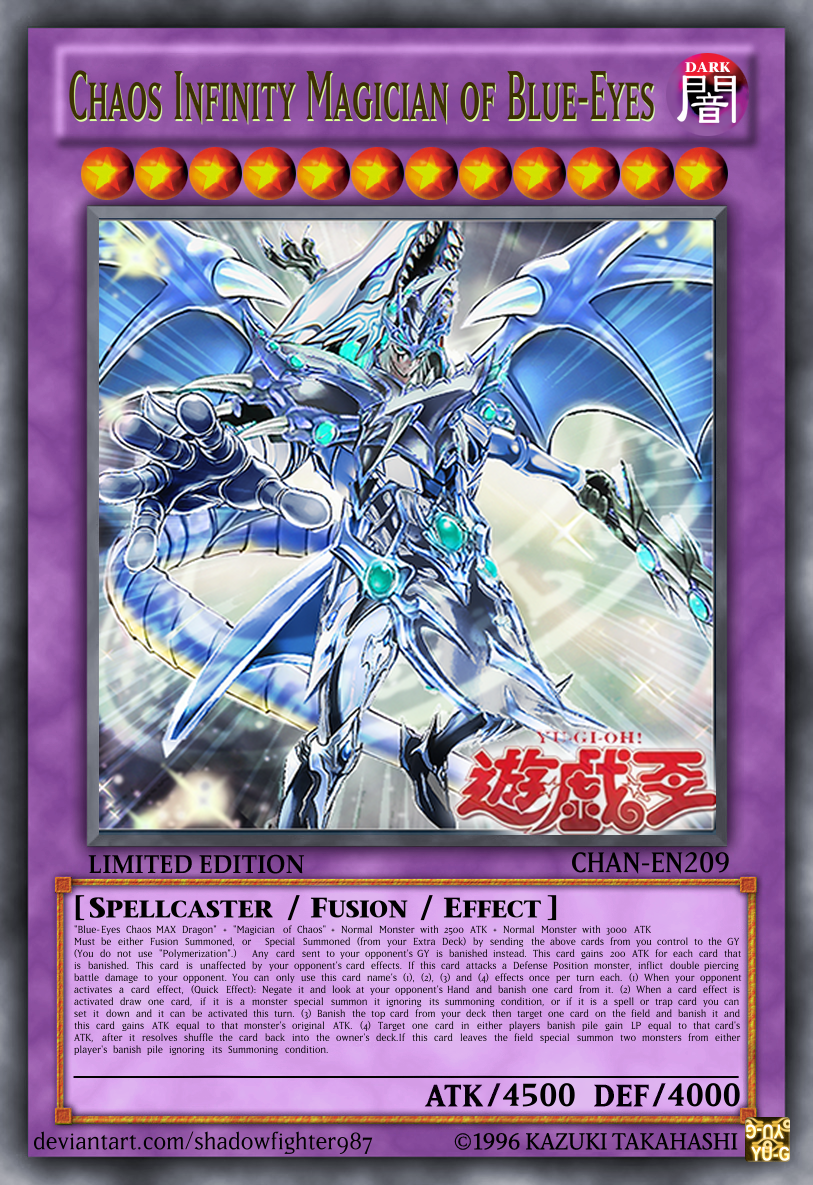 Chaos Infinity Magician of Blue-Eyes
DARK
闇
YU-GI-OH!
遊戯王
LIMITED EDITION
CHAN-EN209
[ Spellcaster / Fusion / Effect ]
"Blue-Eyes Chaos MAX Dragon" + "Magician of Chaos" + Normal Monster with 2500 ATK + Normal Monster with 3000 ATK
Must be either Fusion Summoned, or Special Summoned (from your Extra Deck) by sending the above cards from you control to the GY
(You do not use "Polymerization".) Any card sent to your opponent's GY is banished instead. This card gains 200 ATK for each card that
is banished. This card is unaffected by your opponent's card effects. If this card attacks a Defense Position monster, inflict double piercing
battle damage to your opponent. You can only use this card name's (1), (2), (3) and (4) effects once per turn each. (1) When your opponent
activates a card effect, (Quick Effect): Negate it and look at your opponent's Hand and banish one card from it. (2) When a card effect is
activated draw one card, if it is a monster special summon it ignoring its summoning condition, or if it is a spell or trap card you can
set it down and it can be activated this turn. (3) Banish the top card from your deck then target one card on the field and banish it and
this card gains ATK equal to that monster's original ATK. (4) Target one card in either players banish pile gain LP equal to that card's
ATK, after it resolves shuffle the card back into the owner's deck.If this card leaves the field special summon two monsters from either
player's banish pile ignoring its Summoning condition.
ATK/4500 DEF/4000
deviantart.com/shadowfighter987
©1996 KAZUKI TAKAHASHI